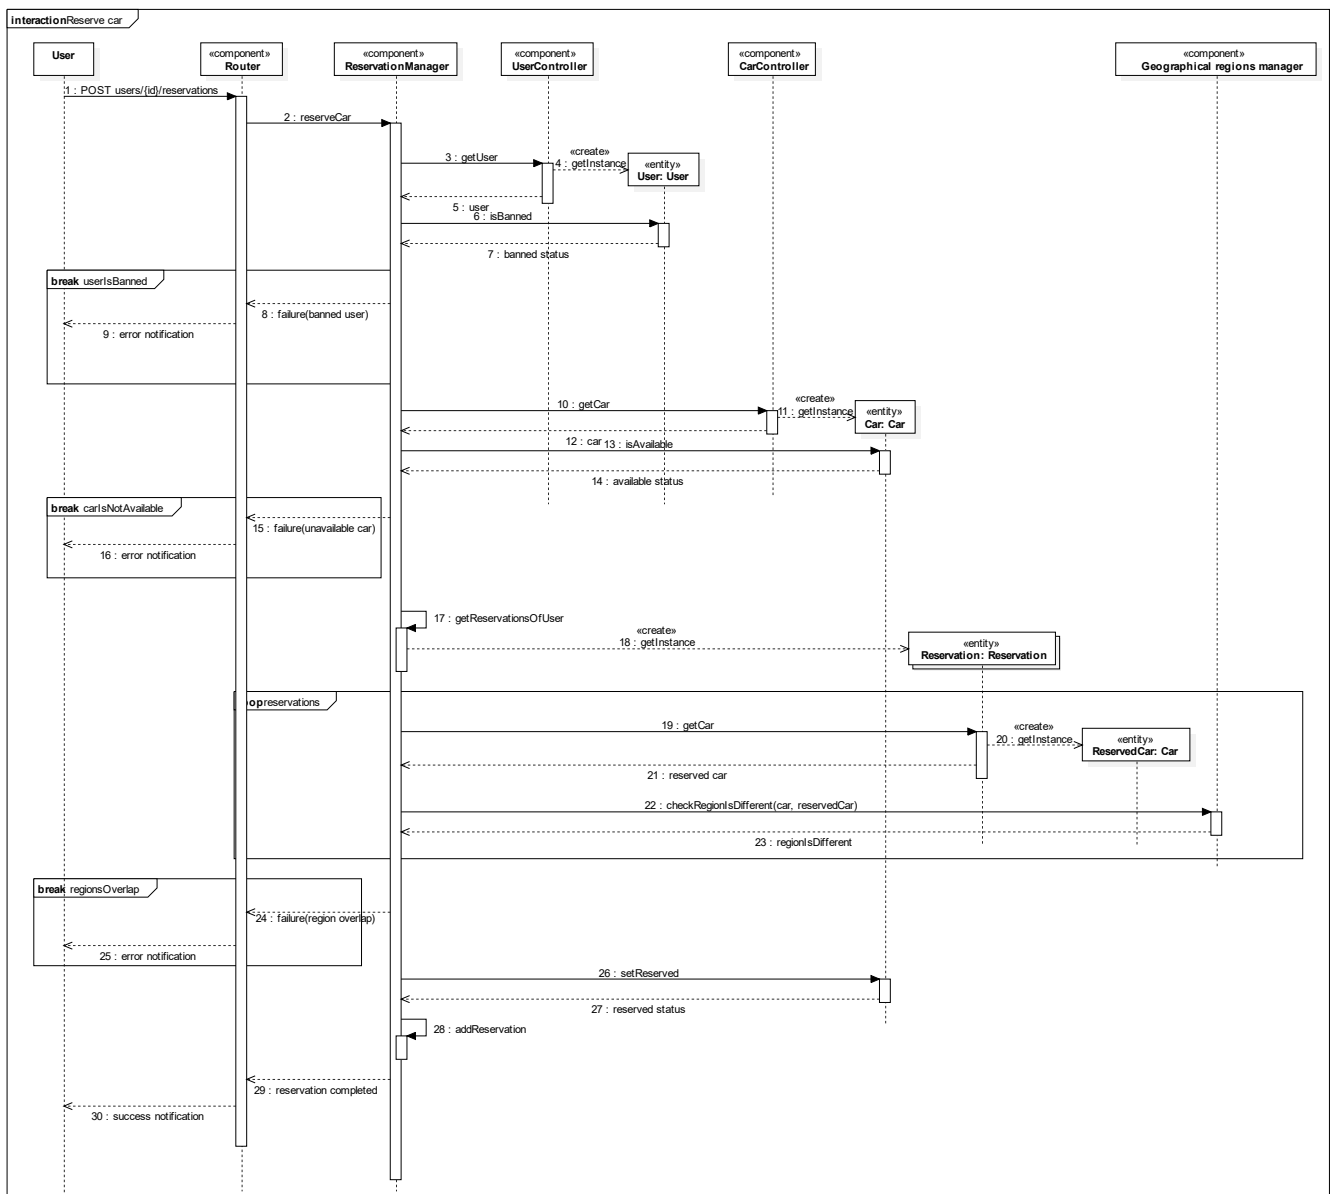 interactionReserve car
User
«component»
Router
«component»
ReservationManager
«component»
UserController
«component»
CarController
«component»
Geographical regions manager
1 : POST users/{id}/reservations
2 : reserveCar
3 : getUser
«create»
4 : getInstance
«entity»
User: User
5 : user
6 : isBanned
7 : banned status
break userIsBanned
8 : failure(banned user)
9 : error notification
10 : getCar
«create»
11 : getInstance
«entity»
Car: Car
12 : car
13 : isAvailable
14 : available status
break carIsNotAvailable
15 : failure(unavailable car)
16 : error notification
17 : getReservationsOfUser
«create»
18 : getInstance
«entity»
Reservation: Reservation
op reservations
19 : getCar
«create»
20 : getInstance
«entity»
ReservedCar: Car
21 : reserved car
22 : checkRegionIsDifferent(car, reservedCar)
23 : regionIsDifferent
break regionsOverlap
24 : failure(region overlap)
25 : error notification
26 : setReserved
27 : reserved status
28 : addReservation
29 : reservation completed
30 : success notification